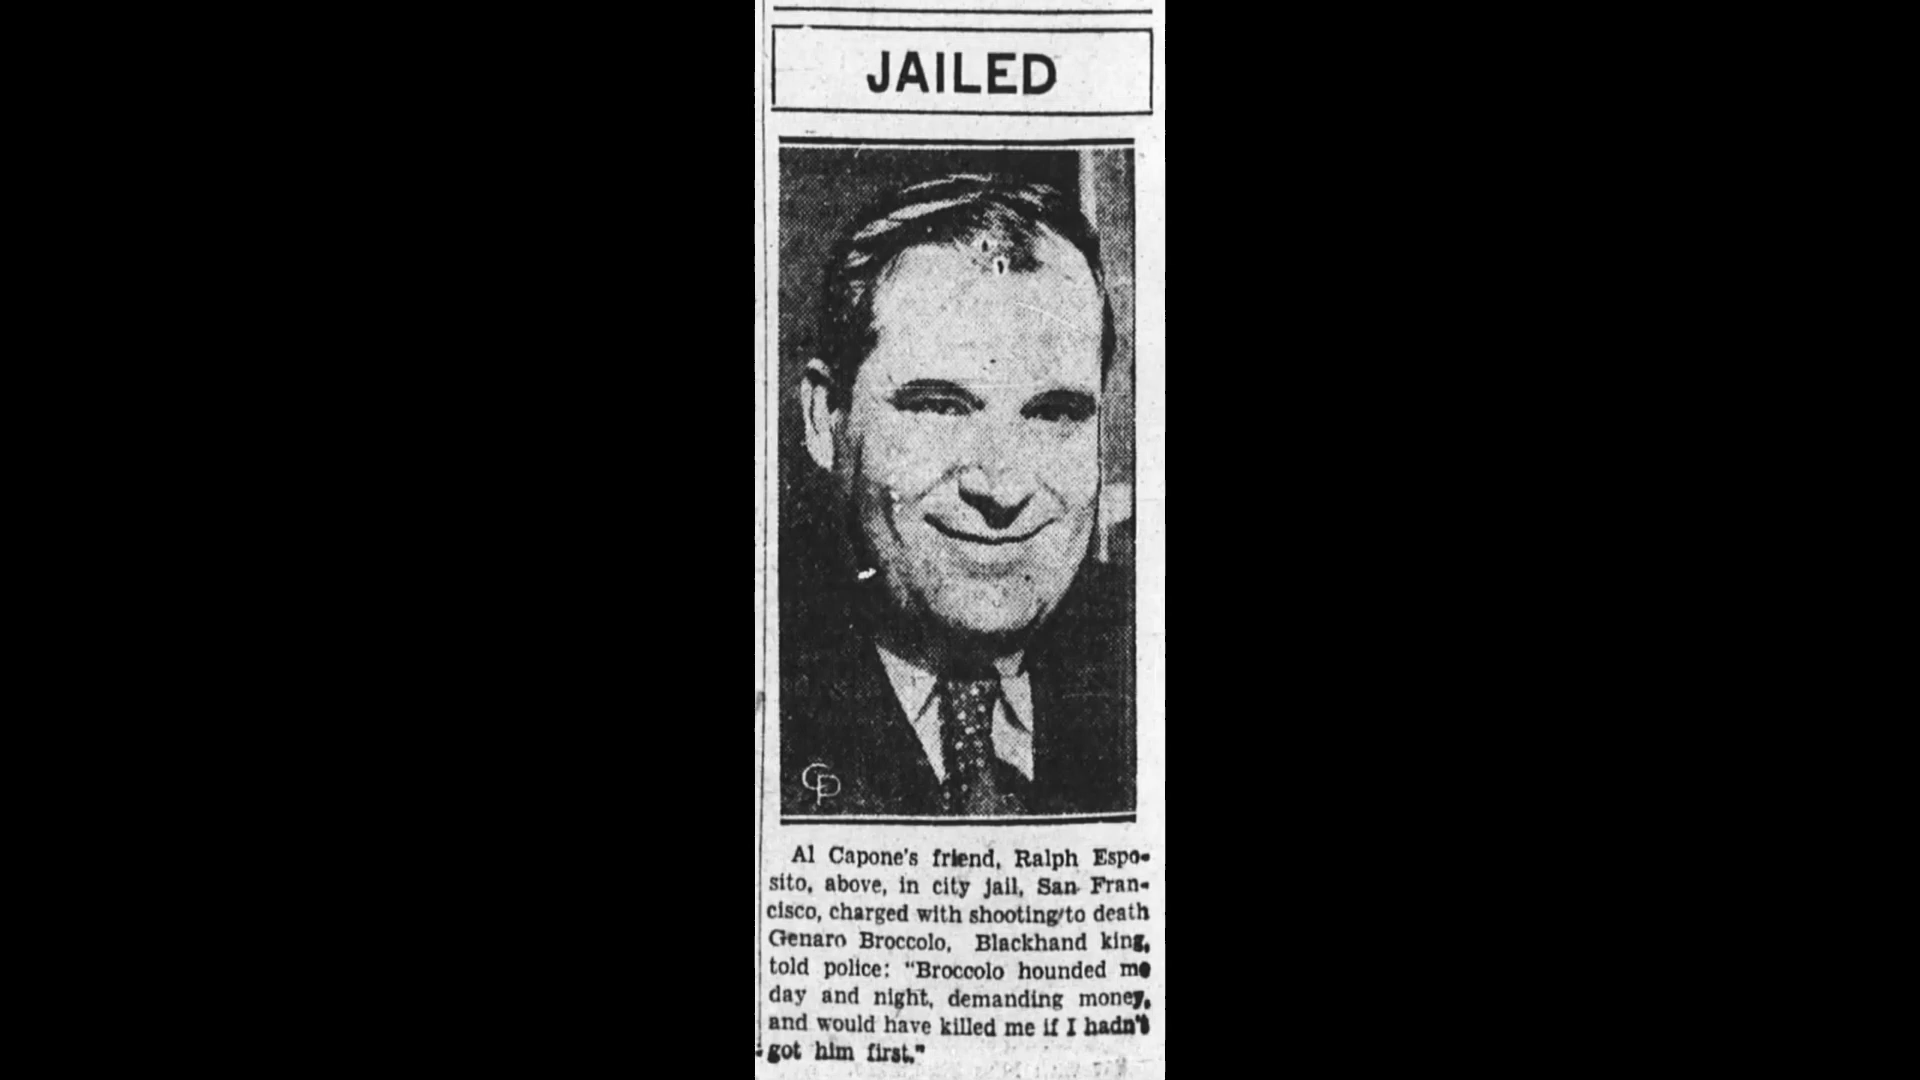 JAILED
CP
Al Capone's friend, Ralph Espo-
sito, above, in city jail, San Fran-
cisco, charged with shooting to death
Genaro Broccolo, Blackhand king,
told police: "Broccolo hounded me
day and night, demanding money,
and would have killed me if I hadn't
got him first."